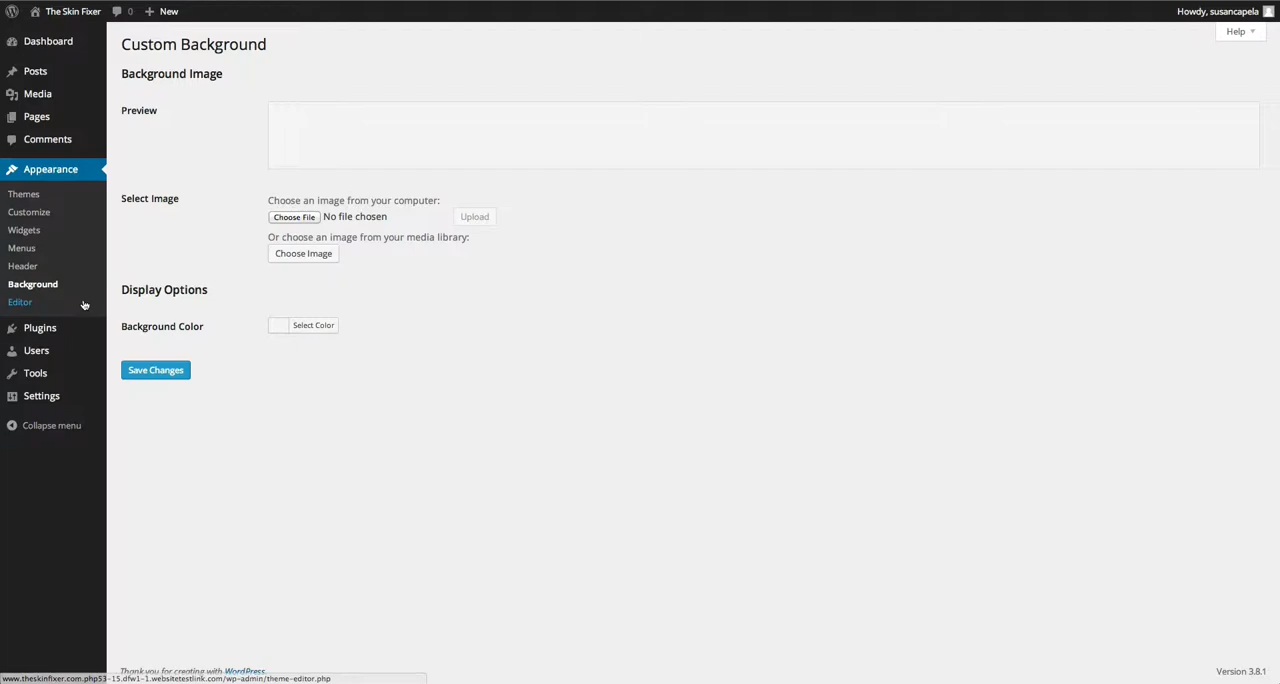 The Skin Fixer 0 New Howdy, susancapela
Help
Dashboard
Posts
Media
Pages
Comments
Appearance
Themes
Customize
Widgets
Menus
Header
Background
Editor
Plugins
Users
Tools
Settings
Collapse menu
Custom Background
Background Image
Preview
Select Image
Choose an image from your computer:
Choose File No file chosen Upload
Or choose an image from your media library:
Choose Image
Display Options
Background Color Select Color
Save Changes
Thank you for creating with WordPress.
Version 3.8.1
www.theskinfixer.com.php53-15.dfw1-1.websitetestlink.com/wp-admin/theme-editor.php